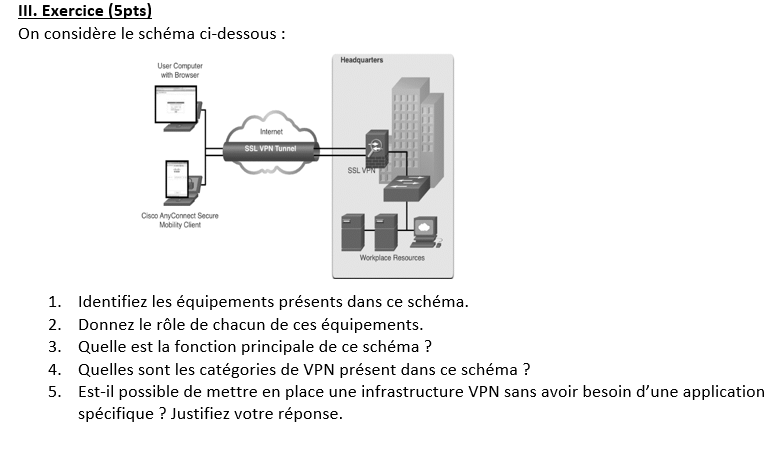 III. Exercice (5pts)
On considère le schéma ci-dessous :
User Computer
with Browser
Headquarters
Internet
SSL VPN Tunnel
SSL VPN
Cisco AnyConnect Secure
Mobility Client
Workplace Resources
1. Identifiez les équipements présents dans ce schéma.
2. Donnez le rôle de chacun de ces équipements.
3. Quelle est la fonction principale de ce schéma ?
4. Quelles sont les catégories de VPN présent dans ce schéma ?
5. Est-il possible de mettre en place une infrastructure VPN sans avoir besoin d’une application
spécifique ? Justifiez votre réponse.